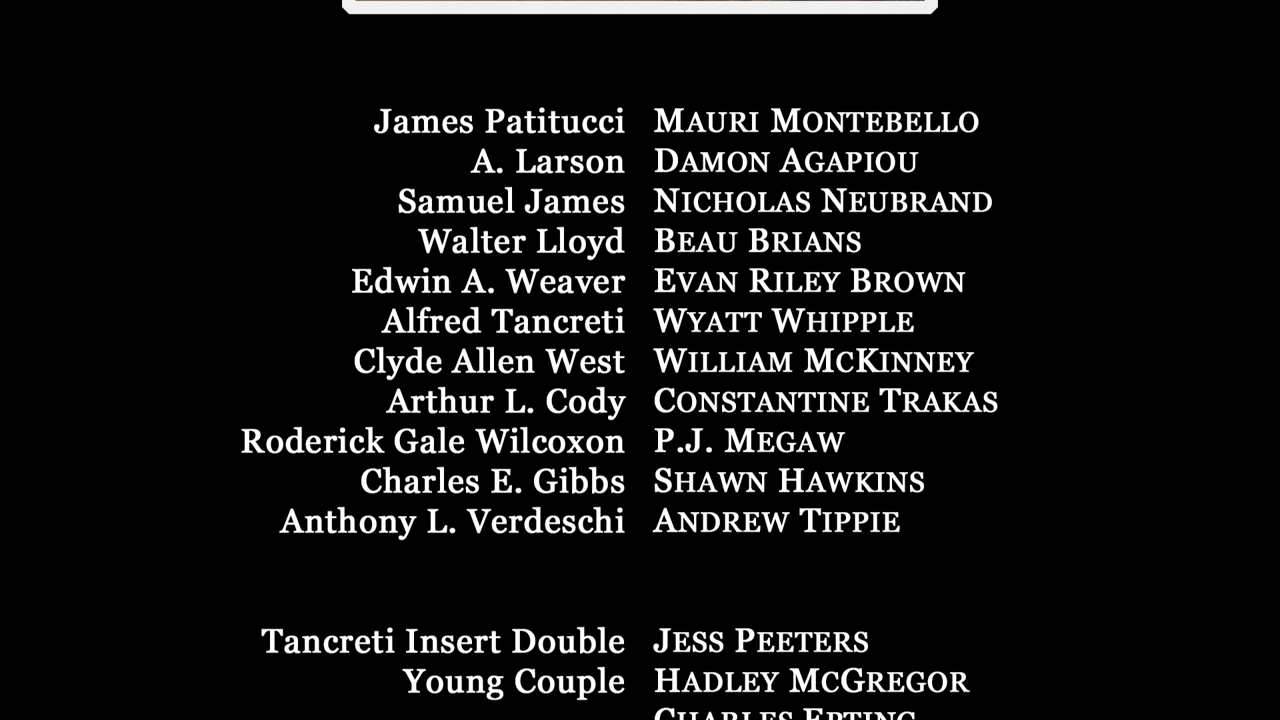 James Patitucci MAURI MONTEBELLO
A. Larson DAMON AGAPIOU
Samuel James NICHOLAS NEUBRAND
Walter Lloyd BEAU BRIANS
Edwin A. Weaver EVAN RILEY BROWN
Alfred Tancreti WYATT WHIPPLE
Clyde Allen West WILLIAM MCKINNEY
Arthur L. Cody CONSTANTINE TRAKAS
Roderick Gale Wilcoxon P.J. MEGAW
Charles E. Gibbs SHAWN HAWKINS
Anthony L. Verdeschi ANDREW TIPPIE
Tancreti Insert Double JESS PEETERS
Young Couple HADLEY MCGREGOR
CHARLES